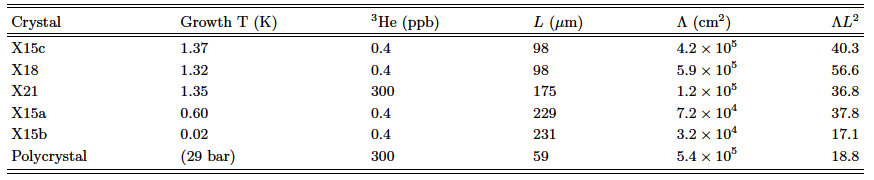 Crystal Growth T (K) ³He (ppb) L (μm) Λ (cm²) ΛL²
X15c 1.37 0.4 98 4.2 × 10⁵ 40.3
X18 1.32 0.4 98 5.9 × 10⁵ 56.6
X21 1.35 300 175 1.2 × 10⁵ 36.8
X15a 0.60 0.4 229 7.2 × 10⁴ 37.8
X15b 0.02 0.4 231 3.2 × 10⁴ 17.1
Polycrystal (29 bar) 300 59 5.4 × 10⁵ 18.8